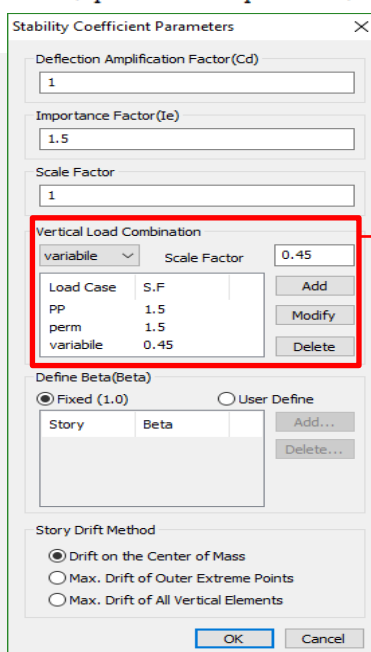 Stability Coefficient Parameters
Deflection Amplification Factor(Cd)
1
Importance Factor(Ie)
1.5
Scale Factor
1
Vertical Load Combination
variabile Scale Factor 0.45
Load Case S.F Add
PP 1.5
perm 1.5 Modify
variabile 0.45 Delete
Define Beta(Beta)
Fixed (1.0) User Define
Story Beta Add...
Delete...
Story Drift Method
Drift on the Center of Mass
Max. Drift of Outer Extreme Points
Max. Drift of All Vertical Elements
OK Cancel